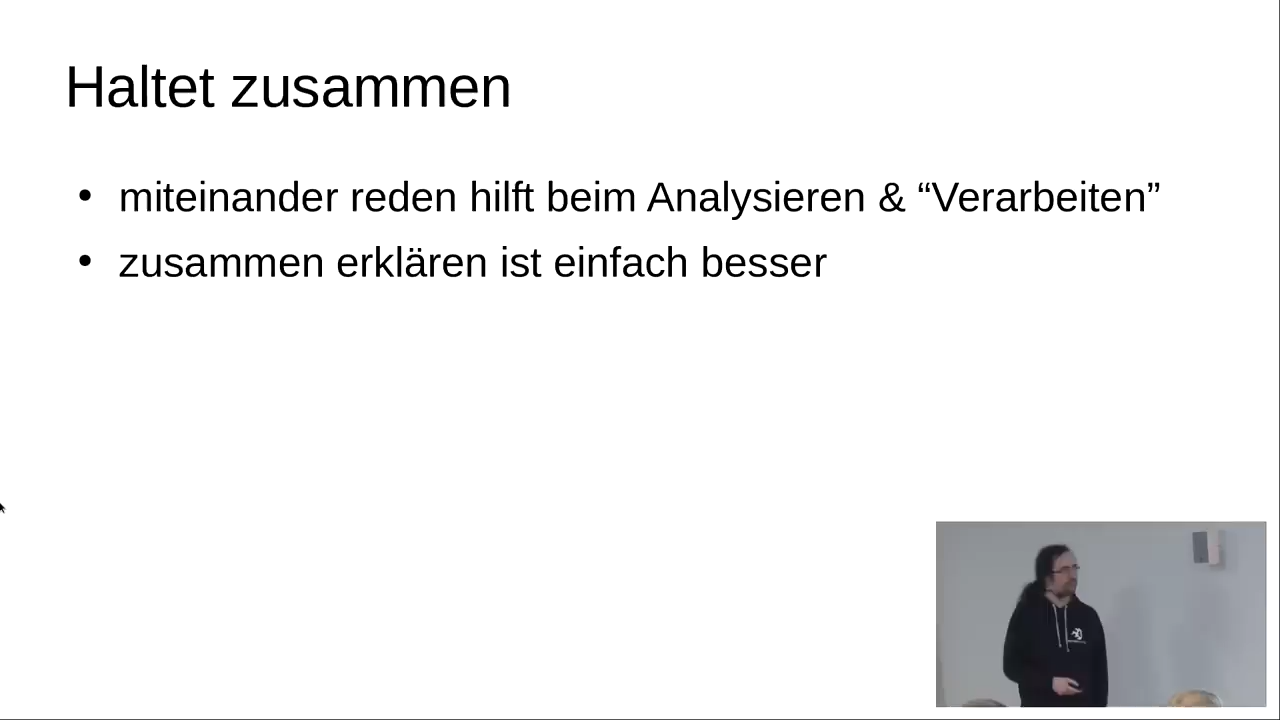 Haltet zusammen
• miteinander reden hilft beim Analysieren & “Verarbeiten”
• zusammen erklären ist einfach besser